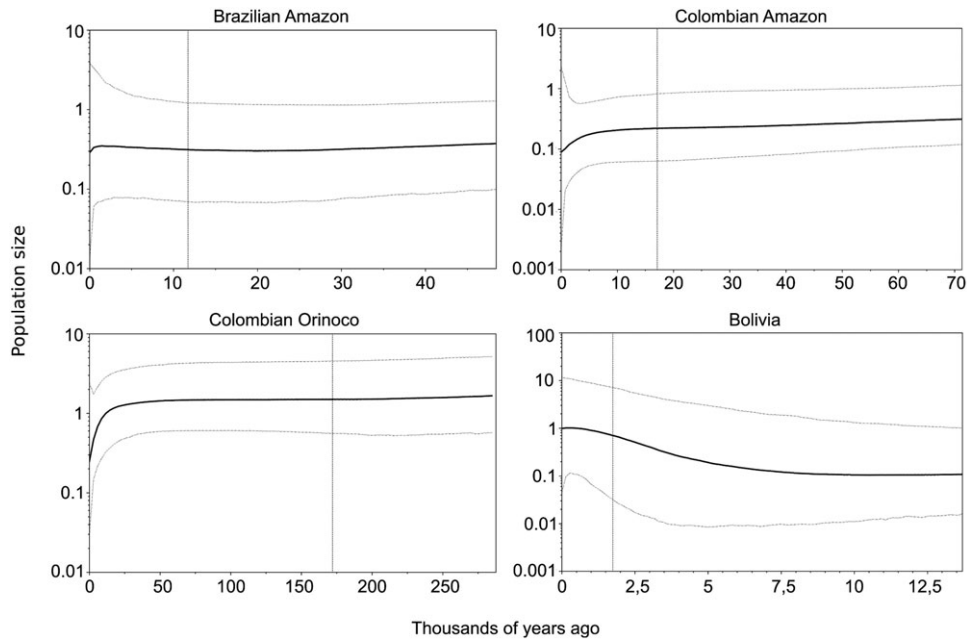 Brazilian Amazon
10
1
0.1
0.01
0 10 20 30 40
Colombian Amazon
10
1
0.1
0.01
0.001
0 10 20 30 40 50 60 70
Colombian Orinoco
10
1
0.1
0.01
0 25 50 75 100 150 200 250
Bolivia
100
10
1
0.1
0.01
0.001
0 2,5 5 7,5 10 12,5
Population size
Thousands of years ago